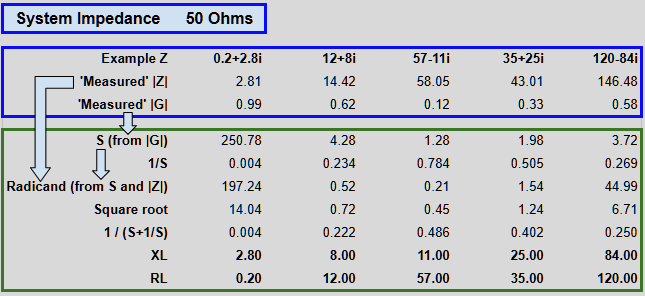 System Impedance 50 Ohms
Example Z 0.2+2.8i 12+8i 57-11i 35+25i 120-84i
'Measured' |Z| 2.81 14.42 58.05 43.01 146.48
'Measured' |G| 0.99 0.62 0.12 0.33 0.58
S (from |G|) 250.78 4.28 1.28 1.98 3.72
1/S 0.004 0.234 0.784 0.505 0.269
Radicand (from S and |Z|) 197.24 0.52 0.21 1.54 44.99
Square root 14.04 0.72 0.45 1.24 6.71
1 / (S+1/S) 0.004 0.222 0.486 0.402 0.250
XL 2.80 8.00 11.00 25.00 84.00
RL 0.20 12.00 57.00 35.00 120.00